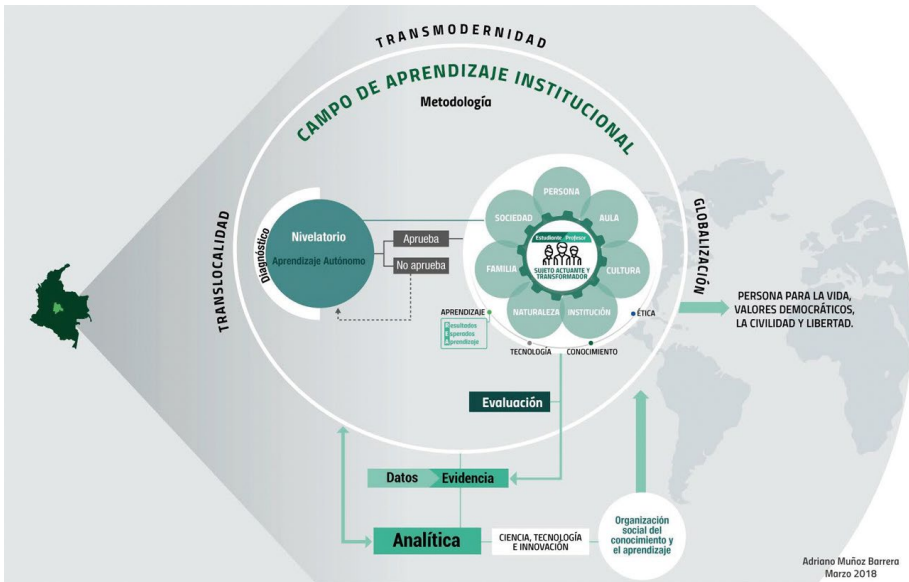 TRANSMODERNIDAD
CAMPO DE APRENDIZAJE INSTITUCIONAL
Metodología
TRANSLOCALIDAD
GLOBALIZACIÓN
Diagnóstico
Nivelatorio
Aprendizaje Autónomo
Aprueba
No aprueba
PERSONA
SOCIEDAD
AULA
FAMILIA
CULTURA
NATURALEZA
INSTITUCIÓN
Estudiante Profesor
SUJETO ACTUANTE Y
TRANSFORMADOR
APRENDIZAJE
Resultados
Esperados
Aprendizaje
TECNOLOGÍA
CONOCIMIENTO
ÉTICA
PERSONA PARA LA VIDA,
VALORES DEMOCRÁTICOS,
LA CIVILIDAD Y LIBERTAD.
Evaluación
Datos
Evidencia
Analítica
CIENCIA, TECNOLOGÍA
E INNOVACIÓN
Organización
social del
conocimiento y
el aprendizaje
Adriano Muñoz Barrera
Marzo 2018